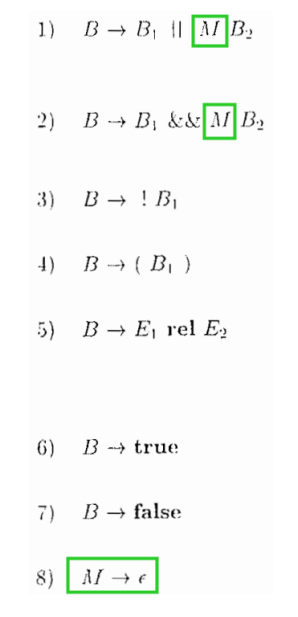 1) B → B₁ || M B₂
2) B → B₁ && M B₂
3) B → ! B₁
4) B → ( B₁ )
5) B → E₁ rel E₂
6) B → true
7) B → false
8) M → ϵ